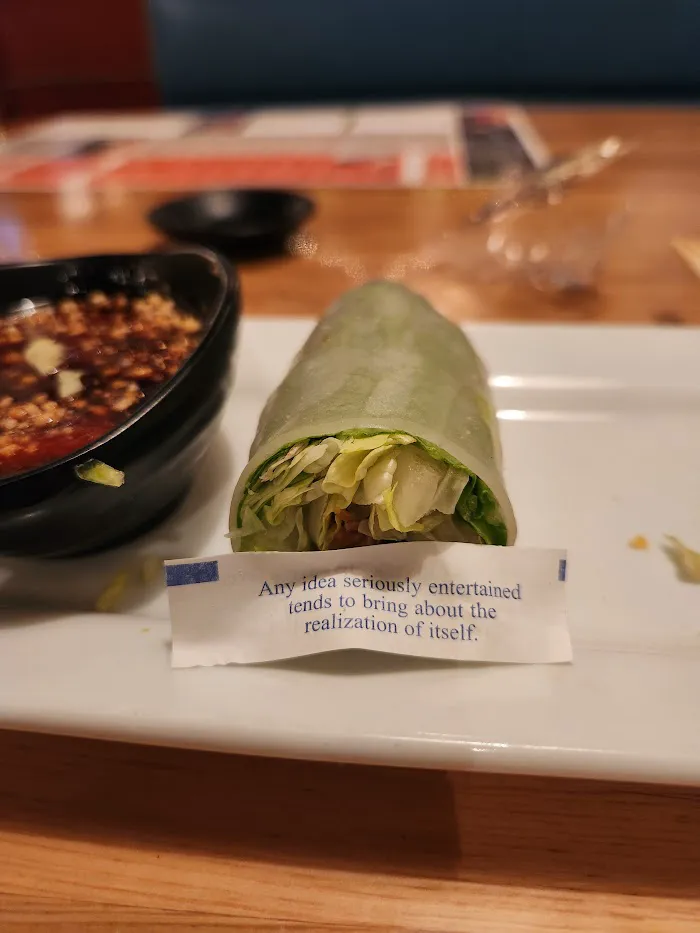 Any idea seriously entertained
tends to bring about the
realization of itself.